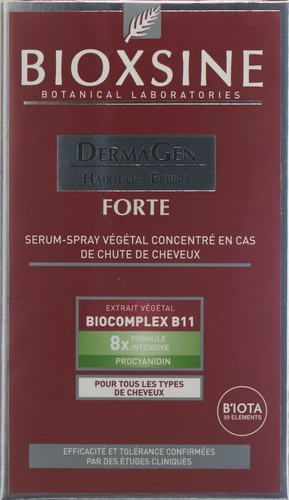 BIOXSINE
BOTANICAL LABORATORIES
DERMAGEN
HAIR LOSS EXPERT
FORTE
SERUM-SPRAY VÉGÉTAL CONCENTRÉ EN CAS
DE CHUTE DE CHEVEUX
EXTRAIT VÉGÉTAL
BIOCOMPLEX B11
8x FORMULE
INTENSIVE
PROCYANIDIN
POUR TOUS LES TYPES
DE CHEVEUX
B'IOTA
59 ELEMENTS
EFFICACITÉ ET TOLÉRANCE CONFIRMÉES
PAR DES ÉTUDES CLINIQUES